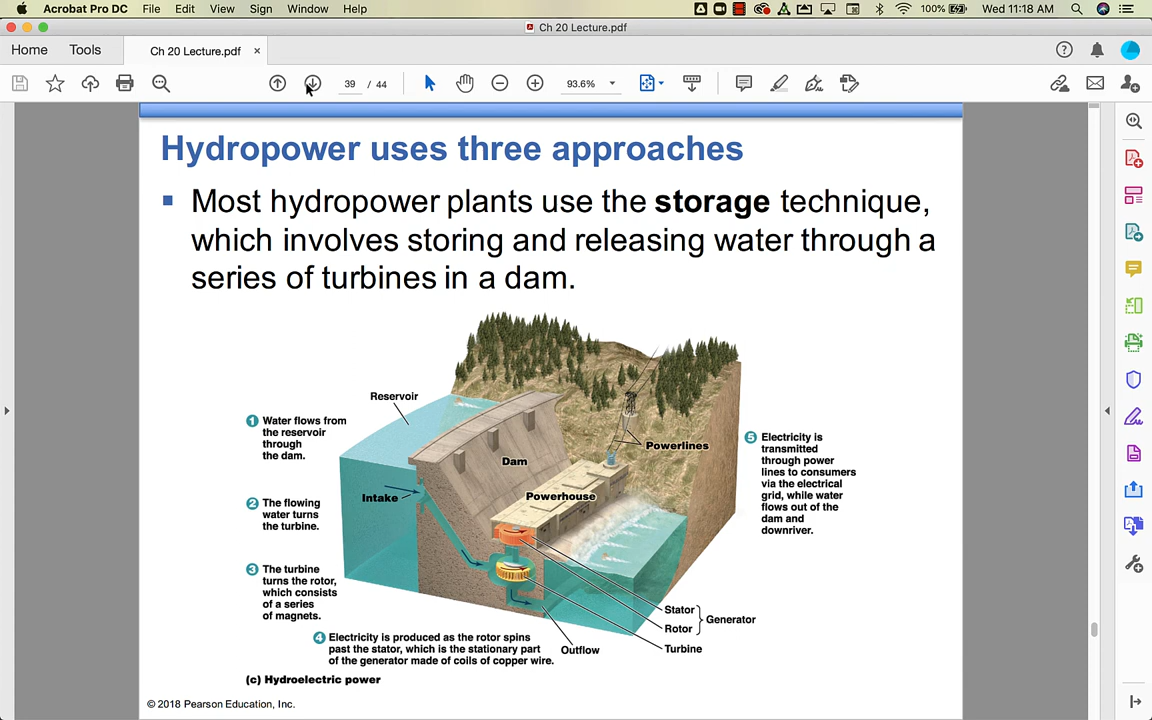 Acrobat Pro DC File Edit View Sign Window Help 100% Wed 11:18 AM
Ch 20 Lecture.pdf
Home Tools Ch 20 Lecture.pdf ×
39 / 44 93.6%
Hydropower uses three approaches
Most hydropower plants use the storage technique,
which involves storing and releasing water through a
series of turbines in a dam.
Reservoir
1 Water flows from
the reservoir
through
the dam.
2 The flowing
water turns
the turbine.
3 The turbine
turns the rotor,
which consists
of a series
of magnets.
4 Electricity is produced as the rotor spins
past the stator, which is the stationary part
of the generator made of coils of copper wire.
Intake
Dam
Powerhouse
Powerlines
5 Electricity is
transmitted
through power
lines to consumers
via the electrical
grid, while water
flows out of the
dam and
downriver.
Stator
Rotor
Generator
Turbine
Outflow
(c) Hydroelectric power
© 2018 Pearson Education, Inc.